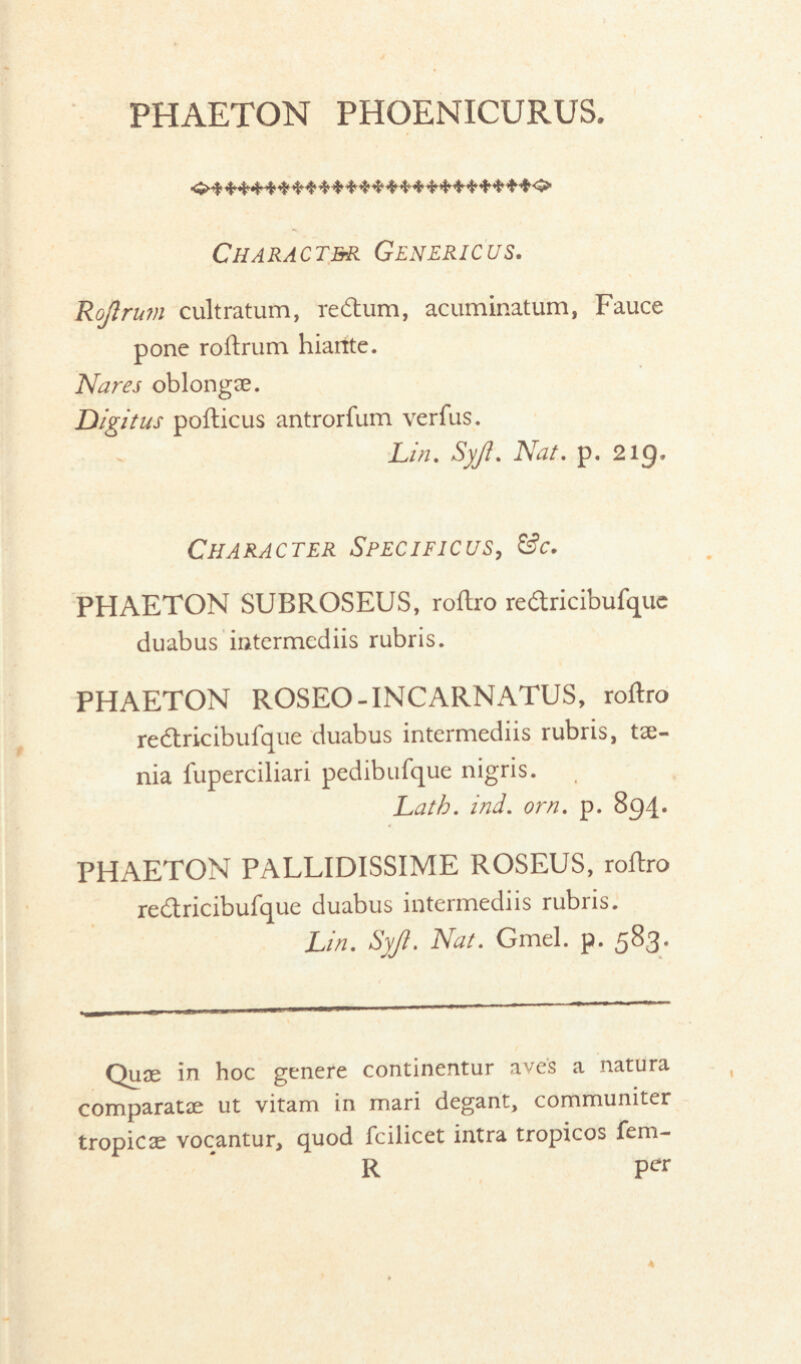 PHAETON PHOENICURUS.
CHARACTER GENERICUS.
Roſtrum cultratum, rectum, acuminatum, Fauce
pone roſtrum hiante.
Nares oblongæ.
Digitus poſticus antrorſum verſus.
Lin. Syſt. Nat. p. 219.
CHARACTER SPECIFICUS, &c.
PHAETON SUBROSEUS, roſtro rectricibuſque
duabus intermediis rubris.
PHAETON ROSEO-INCARNATUS, roſtro
rectricibuſque duabus intermediis rubris, tæ-
nia ſuperciliari pedibuſque nigris.
Lath. ind. orn. p. 894.
PHAETON PALLIDISSIME ROSEUS, roſtro
rectricibuſque duabus intermediis rubris.
Lin. Syſt. Nat. Gmel. p. 583.
Quæ in hoc genere continentur aves a natura
comparatæ ut vitam in mari degant, communiter
tropicæ vocantur, quod ſcilicet intra tropicos ſem-
R per